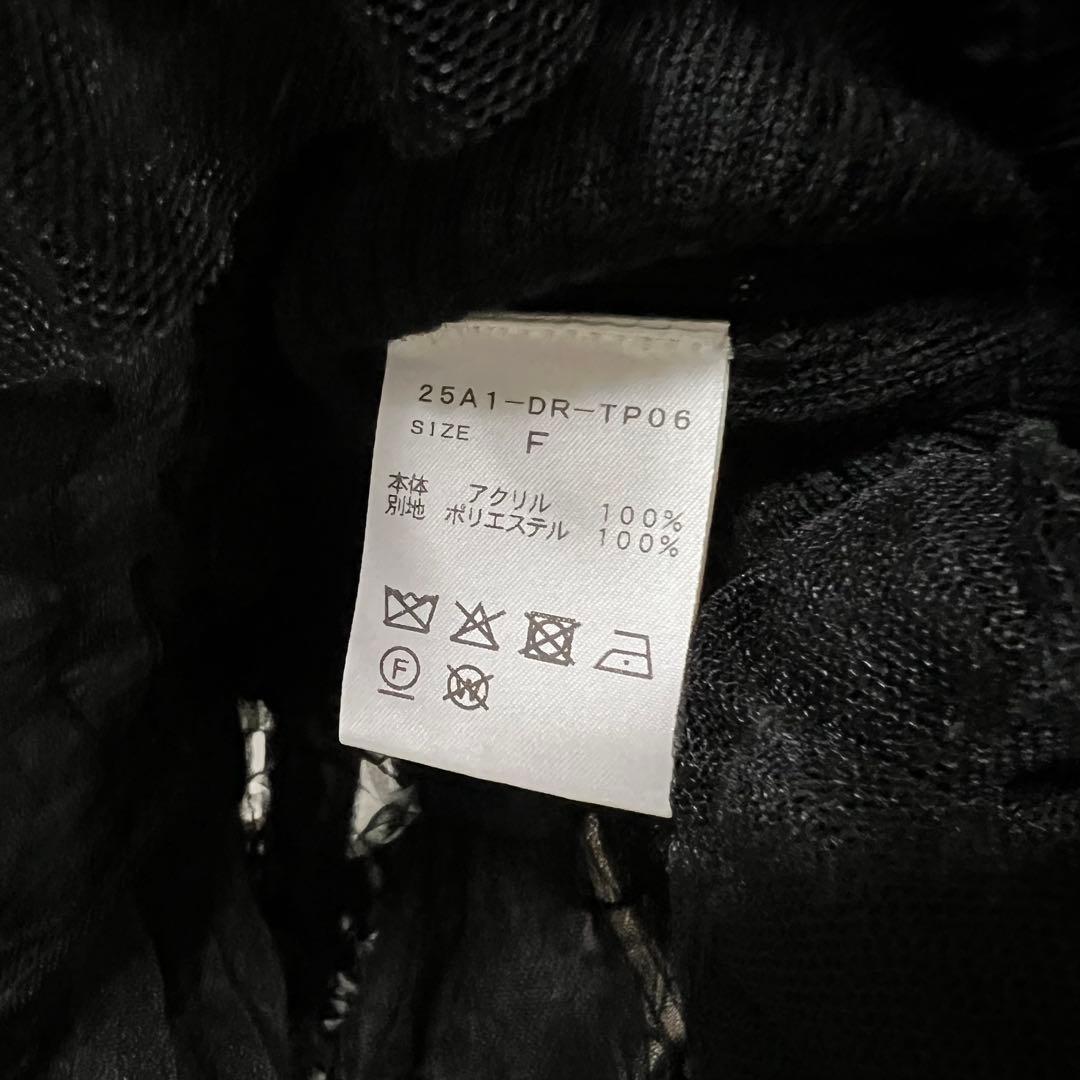 25A1-DR-TP06
SIZE F
本体 アクリル 100%
別地 ポリエステル 100%
F
W